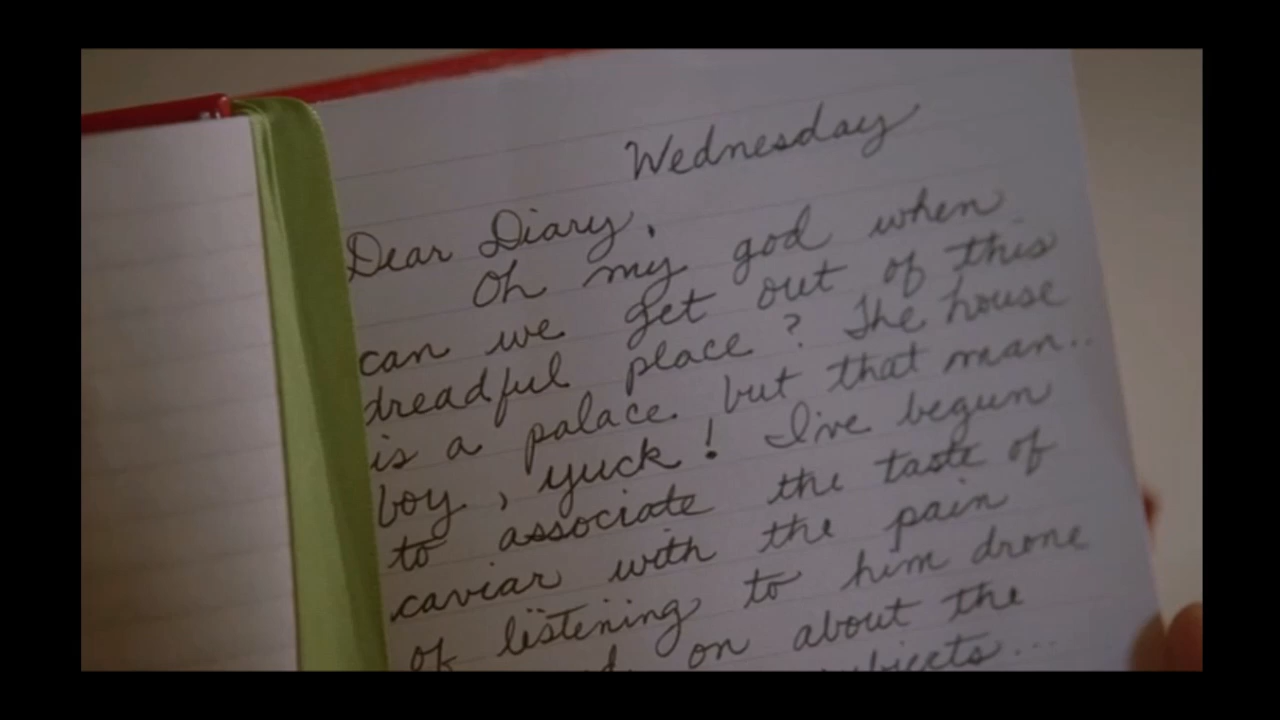 Wednesday
Dear Diary,
Oh my god when
can we get out of this
dreadful place? The house
is a palace. but that man..
boy, yuck! I've begun
to associate the taste of
caviar with the pain
of listening to him drone
on about the
subjects...